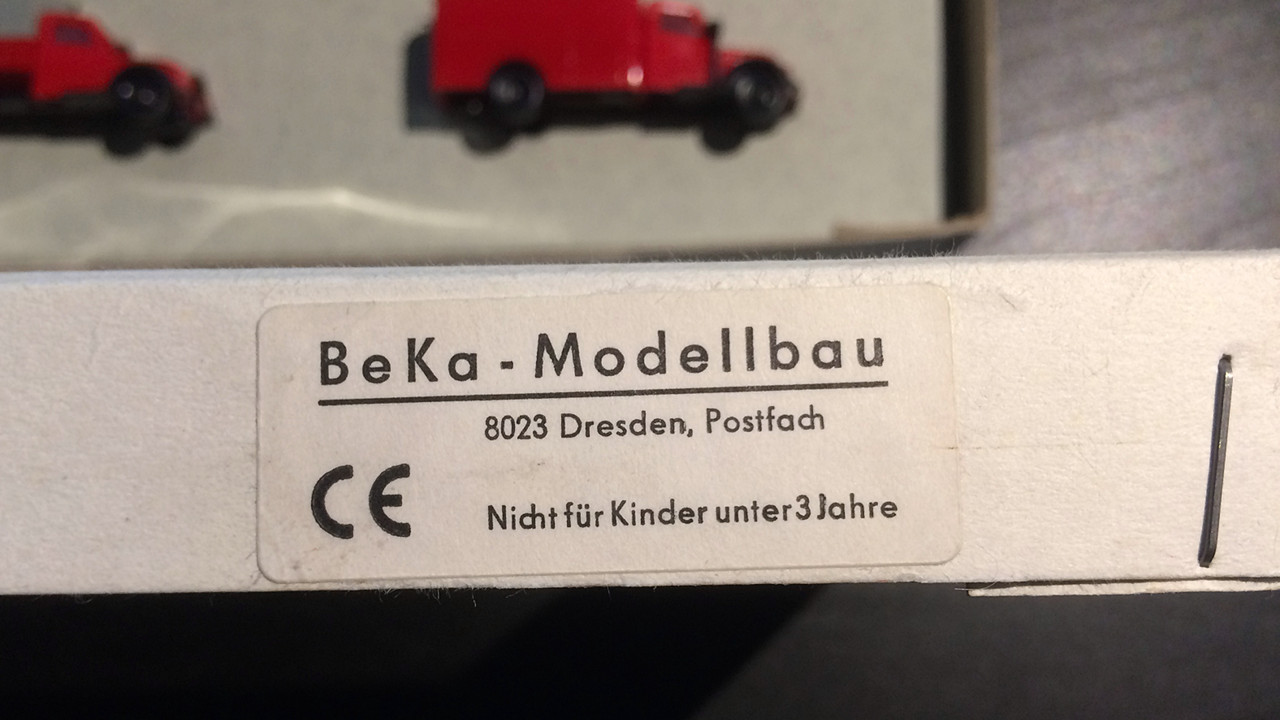 BeKa - Modellbau
8023 Dresden, Postfach
CE
Nicht für Kinder unter 3 Jahre